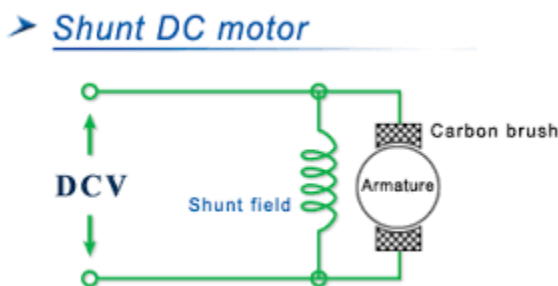 Shunt DC motor
Carbon brush
DCV
Shunt field
Armature